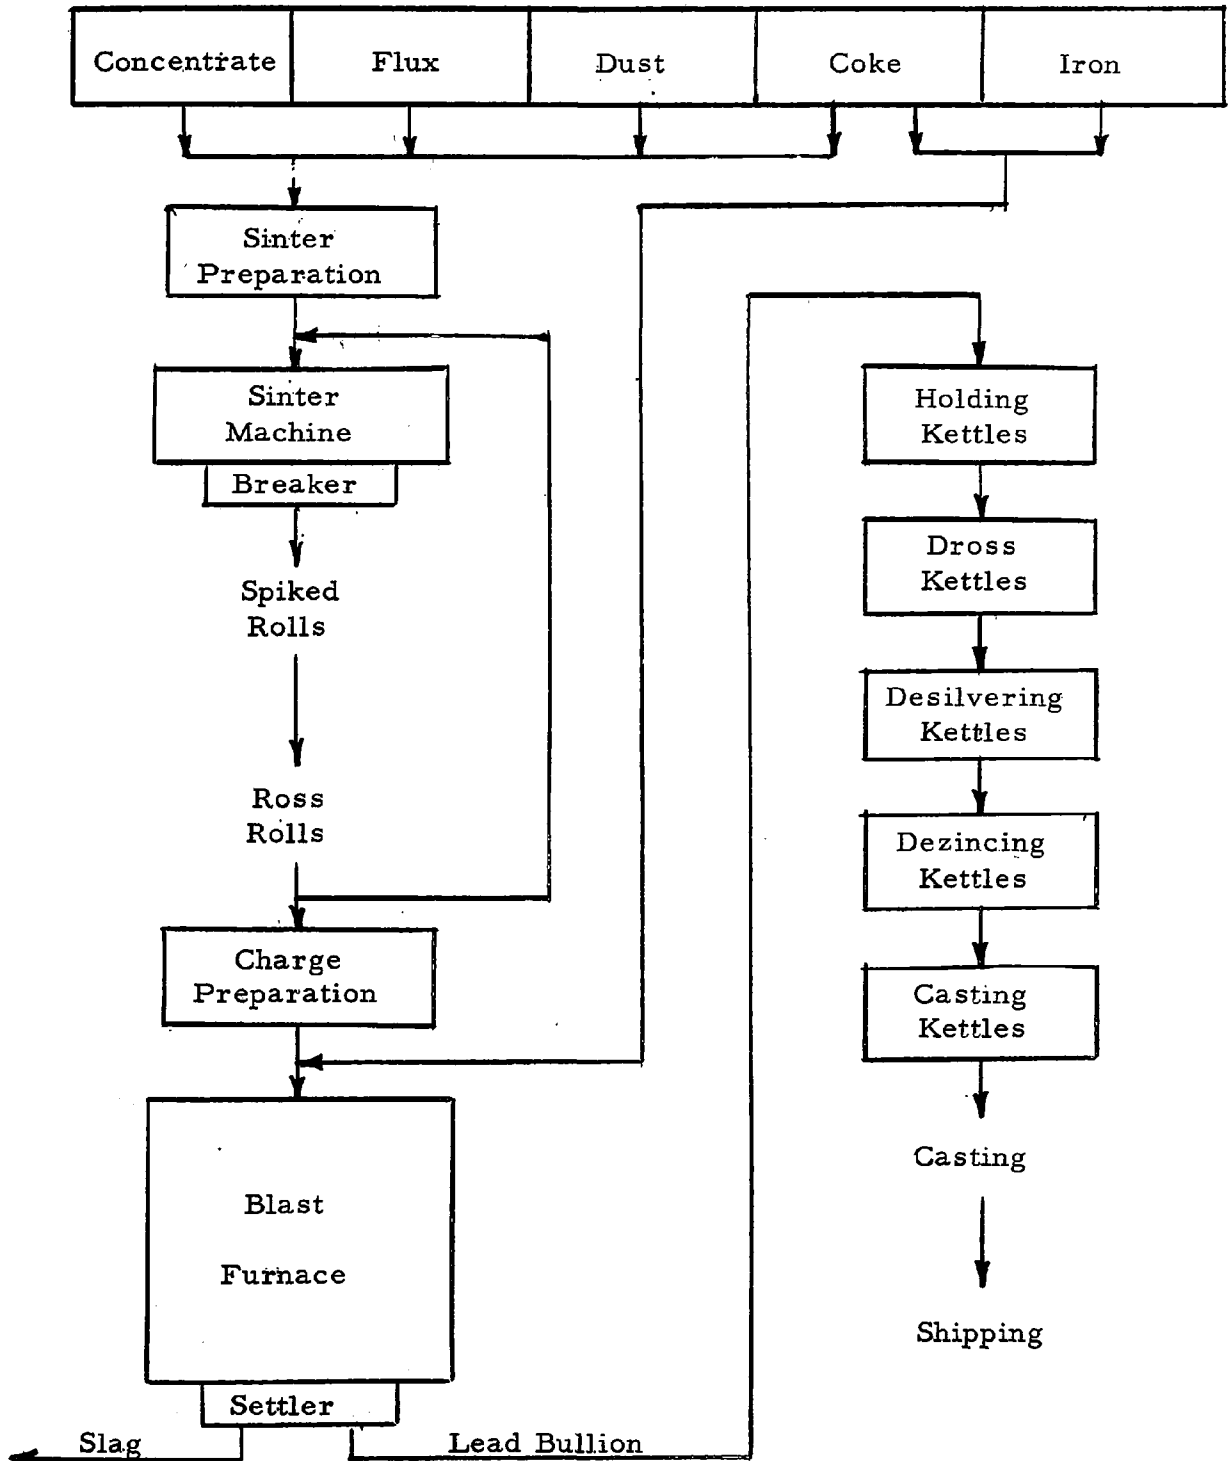 Concentrate Flux Dust Coke Iron
Sinter
Preparation
Sinter
Machine
Breaker
Spiked
Rolls
Ross
Rolls
Charge
Preparation
Blast
Furnace
Settler
Slag
Lead Bullion
Holding
Kettles
Dross
Kettles
Desilvering
Kettles
Dezincing
Kettles
Casting
Kettles
Casting
Shipping